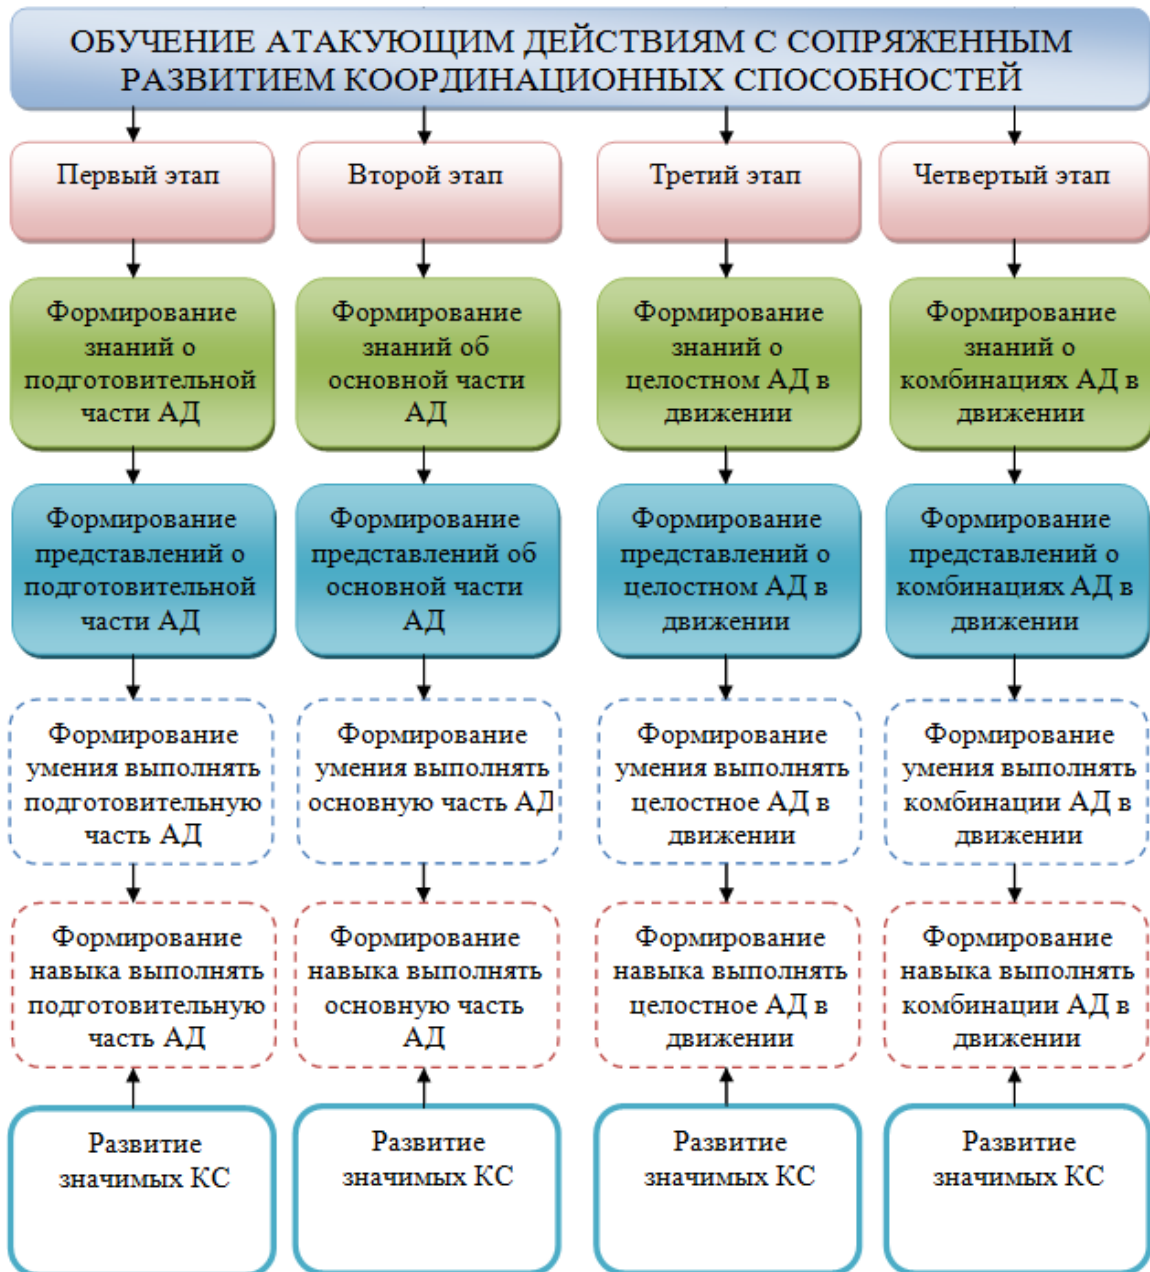 ОБУЧЕНИЕ АТАКУЮЩИМ ДЕЙСТВИЯМ С СОПРЯЖЕННЫМ
РАЗВИТИЕМ КООРДИНАЦИОННЫХ СПОСОБНОСТЕЙ
Первый этап
Второй этап
Третий этап
Четвертый этап
Формирование
знаний о
подготовительной
части АД
Формирование
знаний об
основной части
АД
Формирование
знаний о
целостном АД в
движении
Формирование
знаний о
комбинациях АД в
движении
Формирование
представлений о
подготовительной
части АД
Формирование
представлений об
основной части
АД
Формирование
представлений о
целостном АД в
движении
Формирование
представлений о
комбинациях АД в
движении
Формирование
умения выполнять
подготовительную
часть АД
Формирование
умения выполнять
основную часть АД
Формирование
умения выполнять
целостное АД в
движении
Формирование
умения выполнять
комбинации АД в
движении
Формирование
навыка выполнять
подготовительную
часть АД
Формирование
навыка выполнять
основную часть
АД
Формирование
навыка выполнять
целостное АД в
движении
Формирование
навыка выполнять
комбинации АД в
движении
Развитие
значимых КС
Развитие
значимых КС
Развитие
значимых КС
Развитие
значимых КС